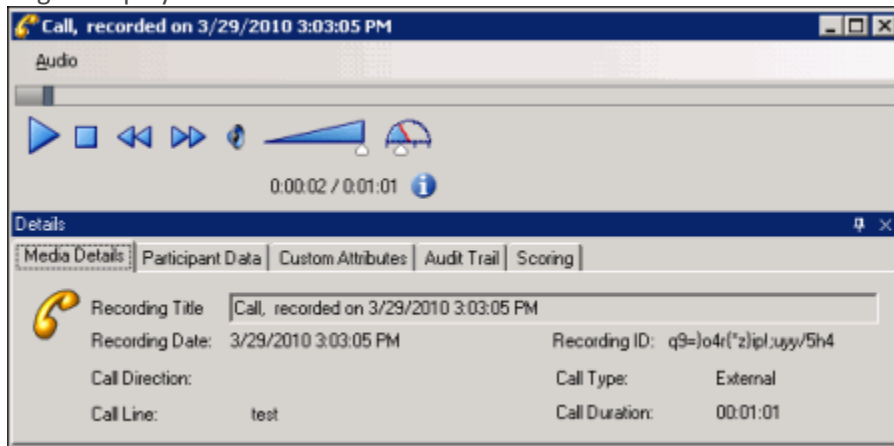 Call, recorded on 3/29/2010 3:03:05 PM
Audio
0:00:02 / 0:01:01
Details
Media Details Participant Data Custom Attributes Audit Trail Scoring
Recording Title Call, recorded on 3/29/2010 3:03:05 PM
Recording Date: 3/29/2010 3:03:05 PM Recording ID: q9=)o4r(*z)ipl;uyy/5h4
Call Direction: Call Type: External
Call Line: test Call Duration: 00:01:01